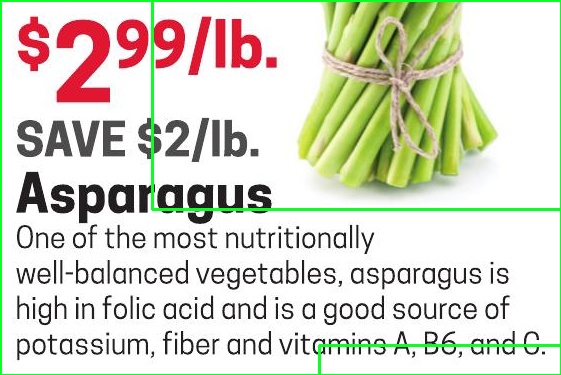 $2.99/lb.
SAVE $2/lb.
Asparagus
One of the most nutritionally
well-balanced vegetables, asparagus is
high in folic acid and is a good source of
potassium, fiber and vitamins A, B6, and C.